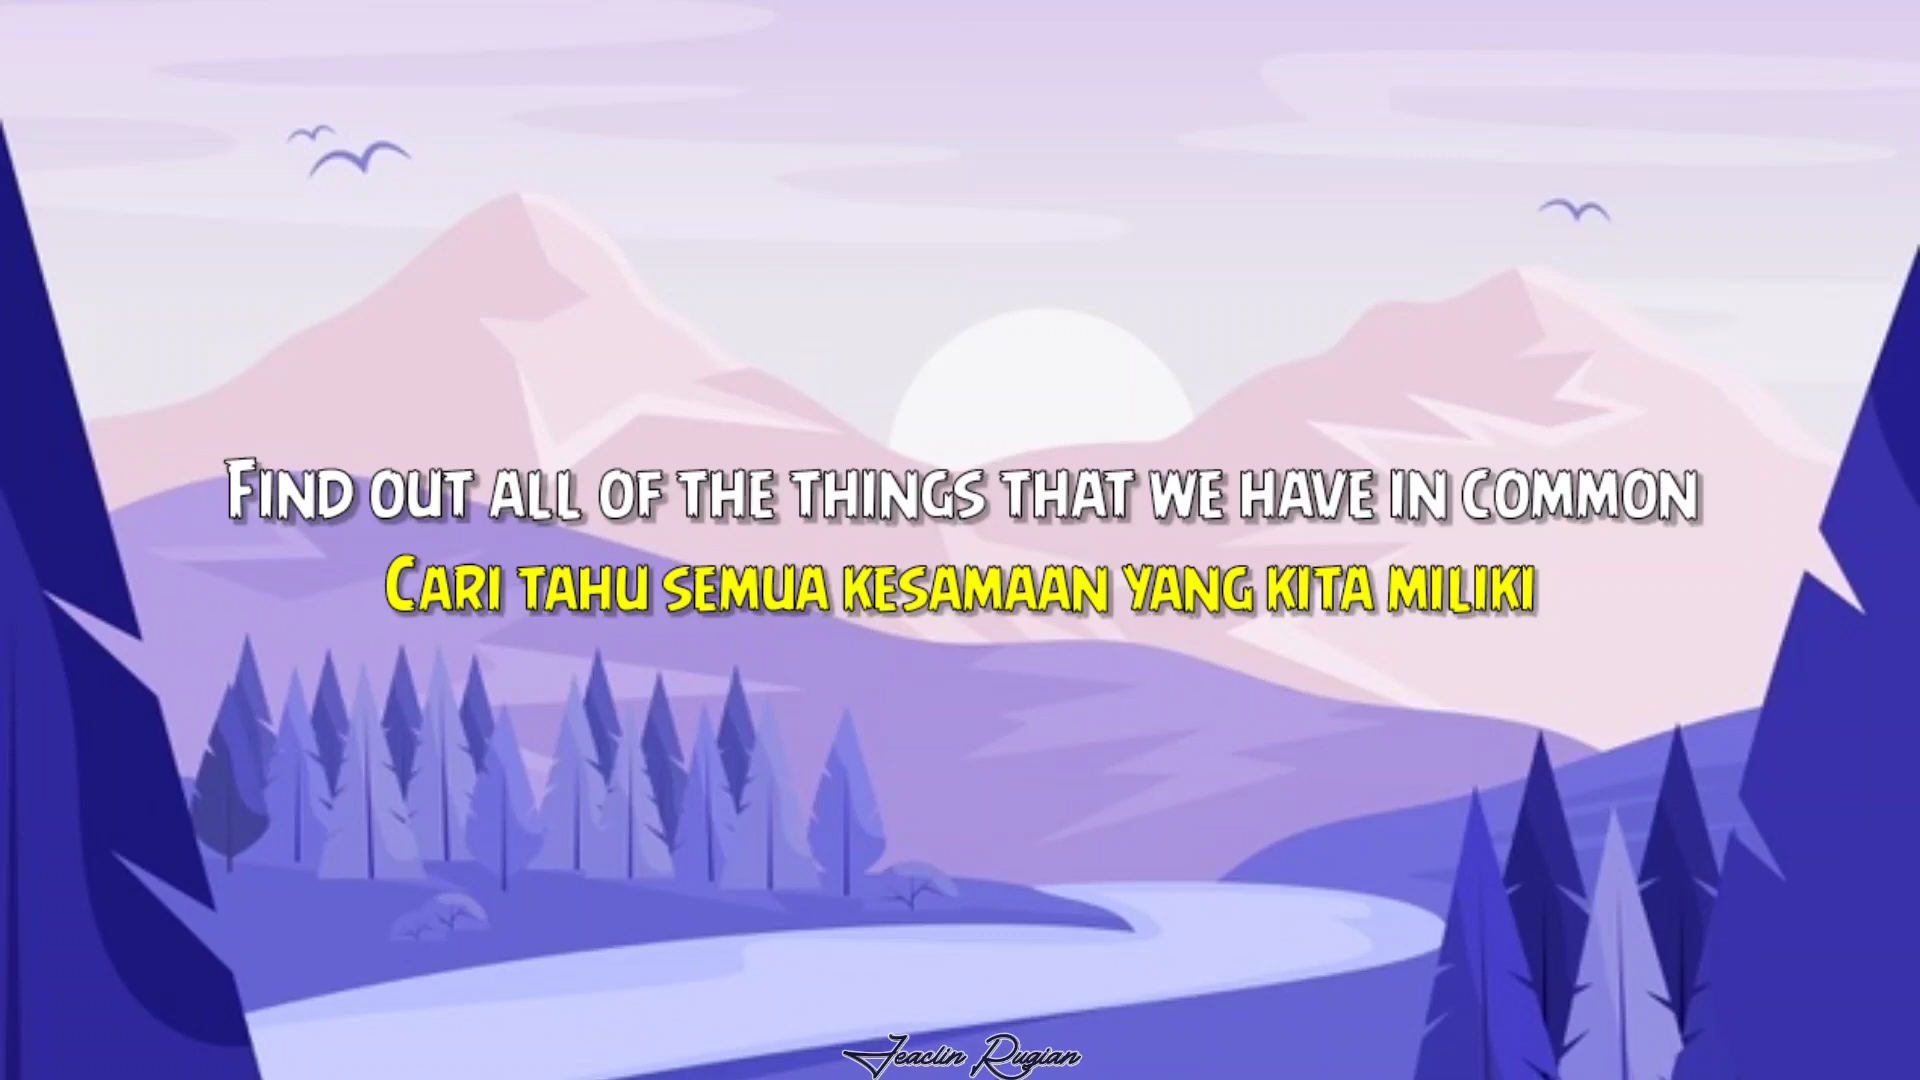 Find out all of the things that we have in common
Cari tahu semua kesamaan yang kita miliki
Jeaclin Rugian